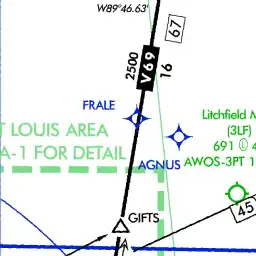 W89°46.63'
67
2500
V69
16
FRALE
Litchfield M
(3LF)
T LOUIS AREA
691 Ⓛ 4
A-1 FOR DETAIL
AGNUS
AWOS-3PT 1
45
GIFTS